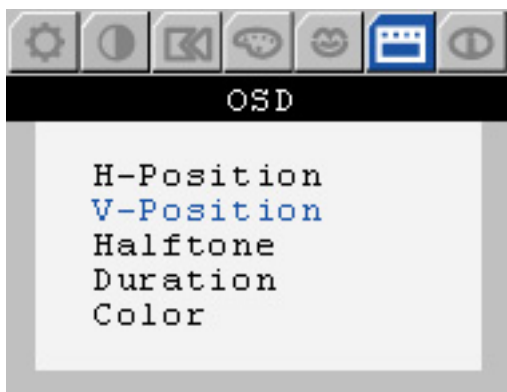 OSD
H-Position
V-Position
Halftone
Duration
Color